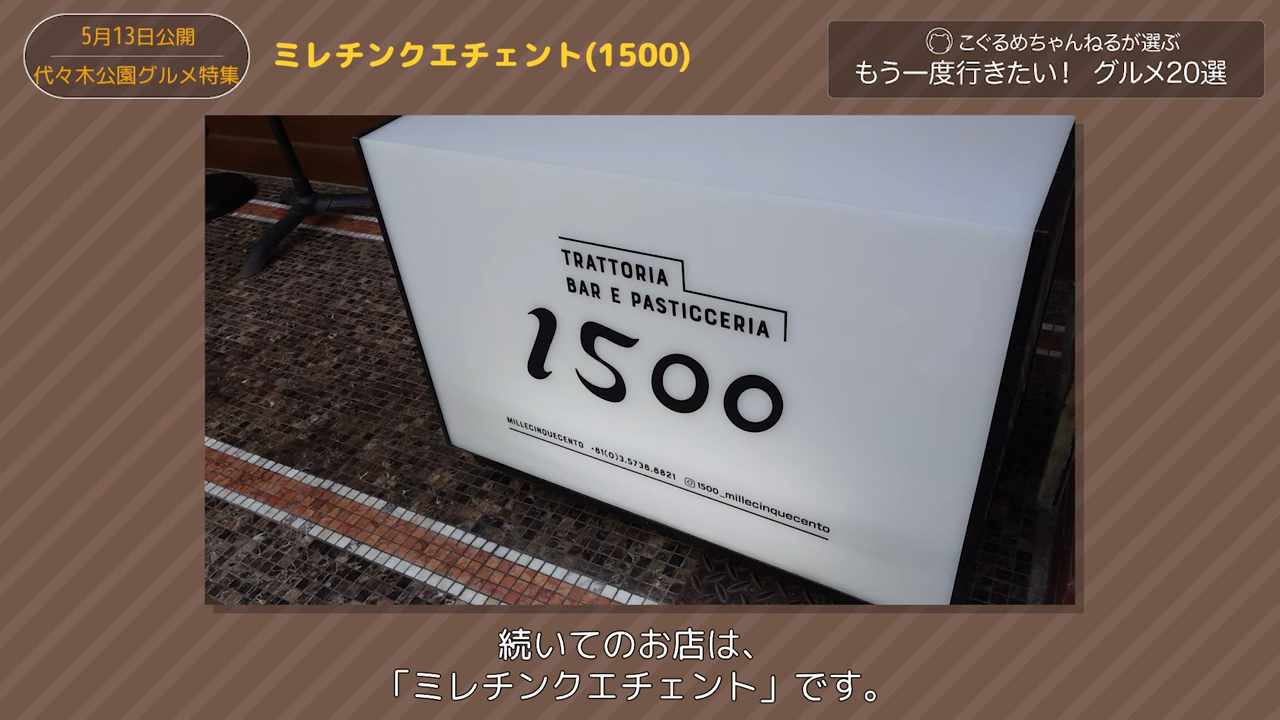 5月13日公開
代々木公園グルメ特集
ミレチンクエチェント(1500)
こぐるめちゃんねるが選ぶ
もう一度行きたい! グルメ20選
TRATTORIA
BAR E PASTICCERIA
1500
MILLECINQUECENTO +81(0)3.5738.8821 1500_millecinquecento
続いてのお店は、
「ミレチンクエチェント」です。